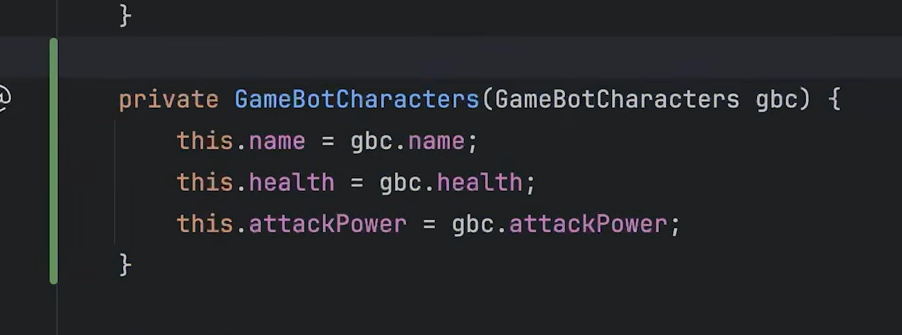 }
@
private GameBotCharacters(GameBotCharacters gbc) {
this.name = gbc.name;
this.health = gbc.health;
this.attackPower = gbc.attackPower;
}